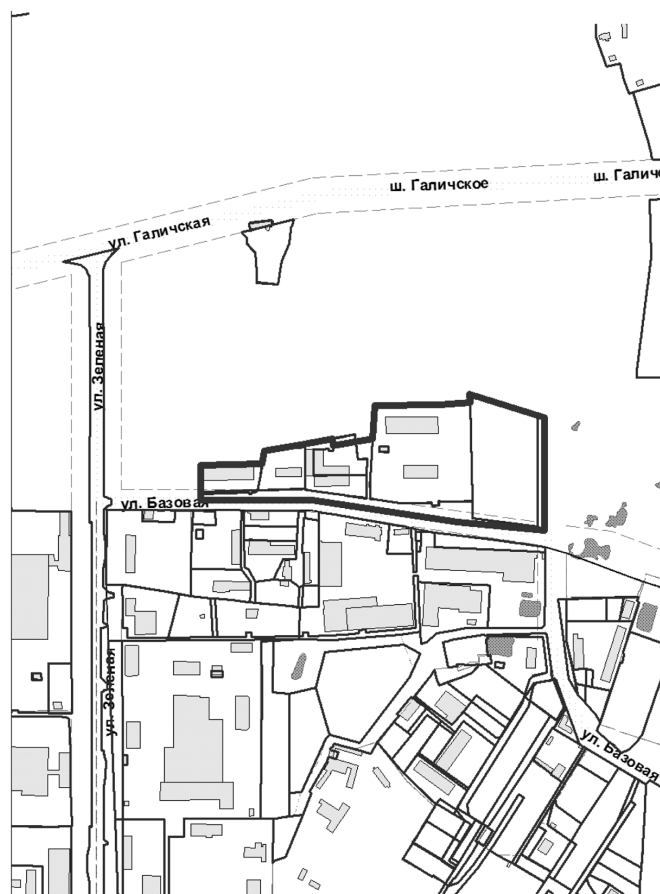 ш. Галичское
ш. Галич
ул. Галичская
ул. Зеленая
ул. Базовая
ул. Зеленая
ул. Базовая